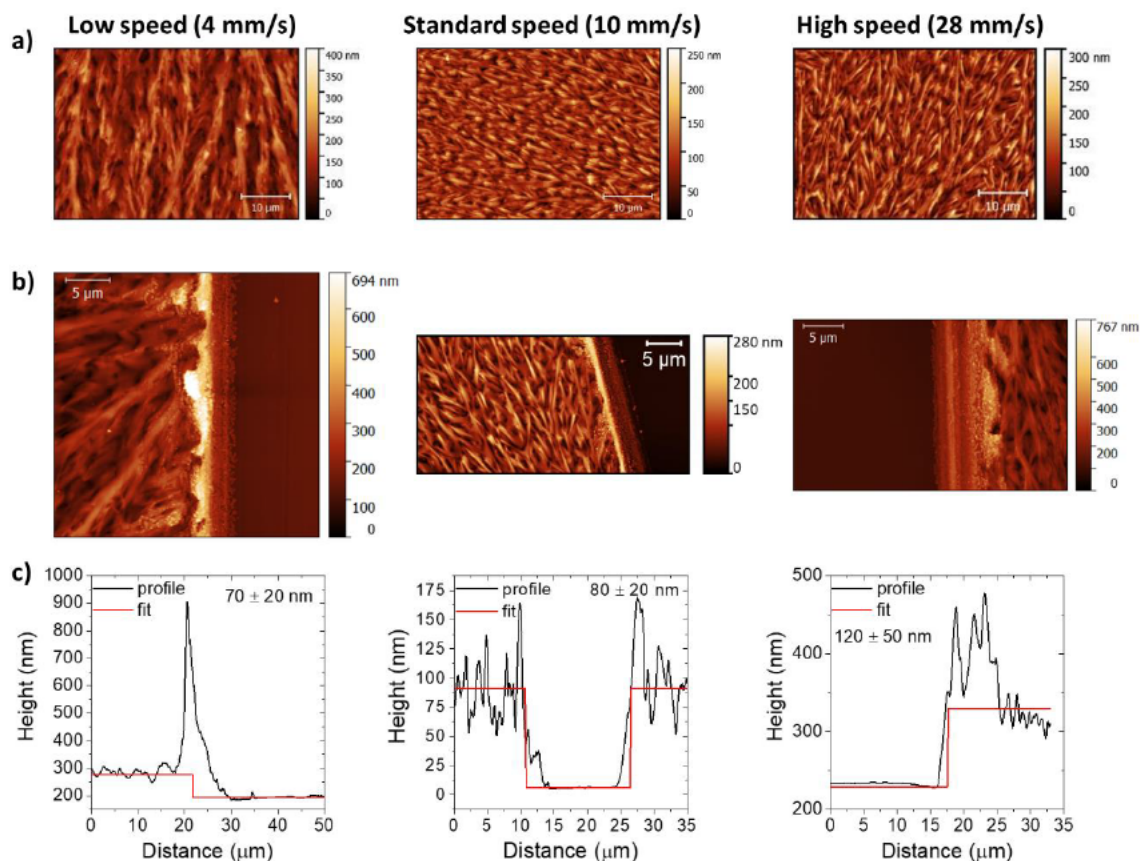 Low speed (4 mm/s) Standard speed (10 mm/s) High speed (28 mm/s)
a)
400 nm
350
300
250
200
150
100
0
10 µm
250 nm
200
150
100
50
0
10 µm
300 nm
250
200
150
100
50
0
10 µm
b)
5 µm
694 nm
600
500
400
300
200
100
0
5 µm
280 nm
200
150
0
5 µm
767 nm
600
500
400
300
200
100
0
c)
1000
900
800
700
600
500
400
300
200
Height (nm)
profile
fit
70 ± 20 nm
0 10 20 30 40 50
Distance (µm)
175
150
125
100
75
50
25
0
Height (nm)
profile
fit
80 ± 20 nm
0 5 10 15 20 25 30 35
Distance (µm)
500
400
300
200
Height (nm)
profile
fit
120 ± 50 nm
0 5 10 15 20 25 30 35
Distance (µm)